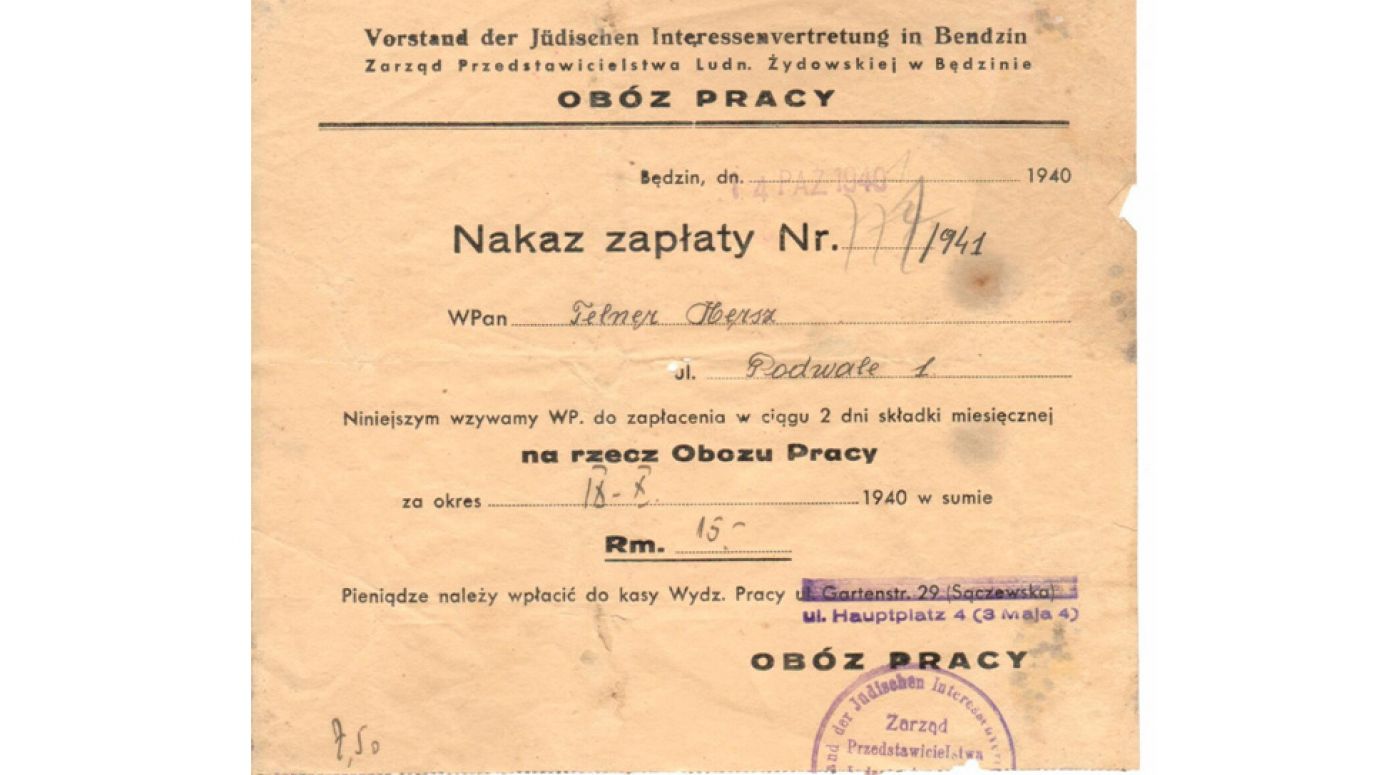 Vorstand der Jüdischen Interessenvertretung in Bendzin
Zarząd Przedstawicielstwa Ludn. Żydowskiej w Będzinie
OBÓZ PRACY
Będzin, dn. 14 PAZ 1940 1940
Nakaz zapłaty Nr. /1941
WPan Felner Hersz
ul. Podwale 1
Niniejszym wzywamy WP. do zapłacenia w ciągu 2 dni składki miesięcznej
na rzecz Obozu Pracy
za okres IX - X. 1940 w sumie
Rm. 15.-
Pieniądze należy wpłacić do kasy Wydz. Pracy ul. Gartenstr. 29 (Sączewska)
ul. Hauptplatz 4 (3 Maja 4)
OBÓZ PRACY
der Jüdischen
Zarząd
Przedstawicielstwa
7,50